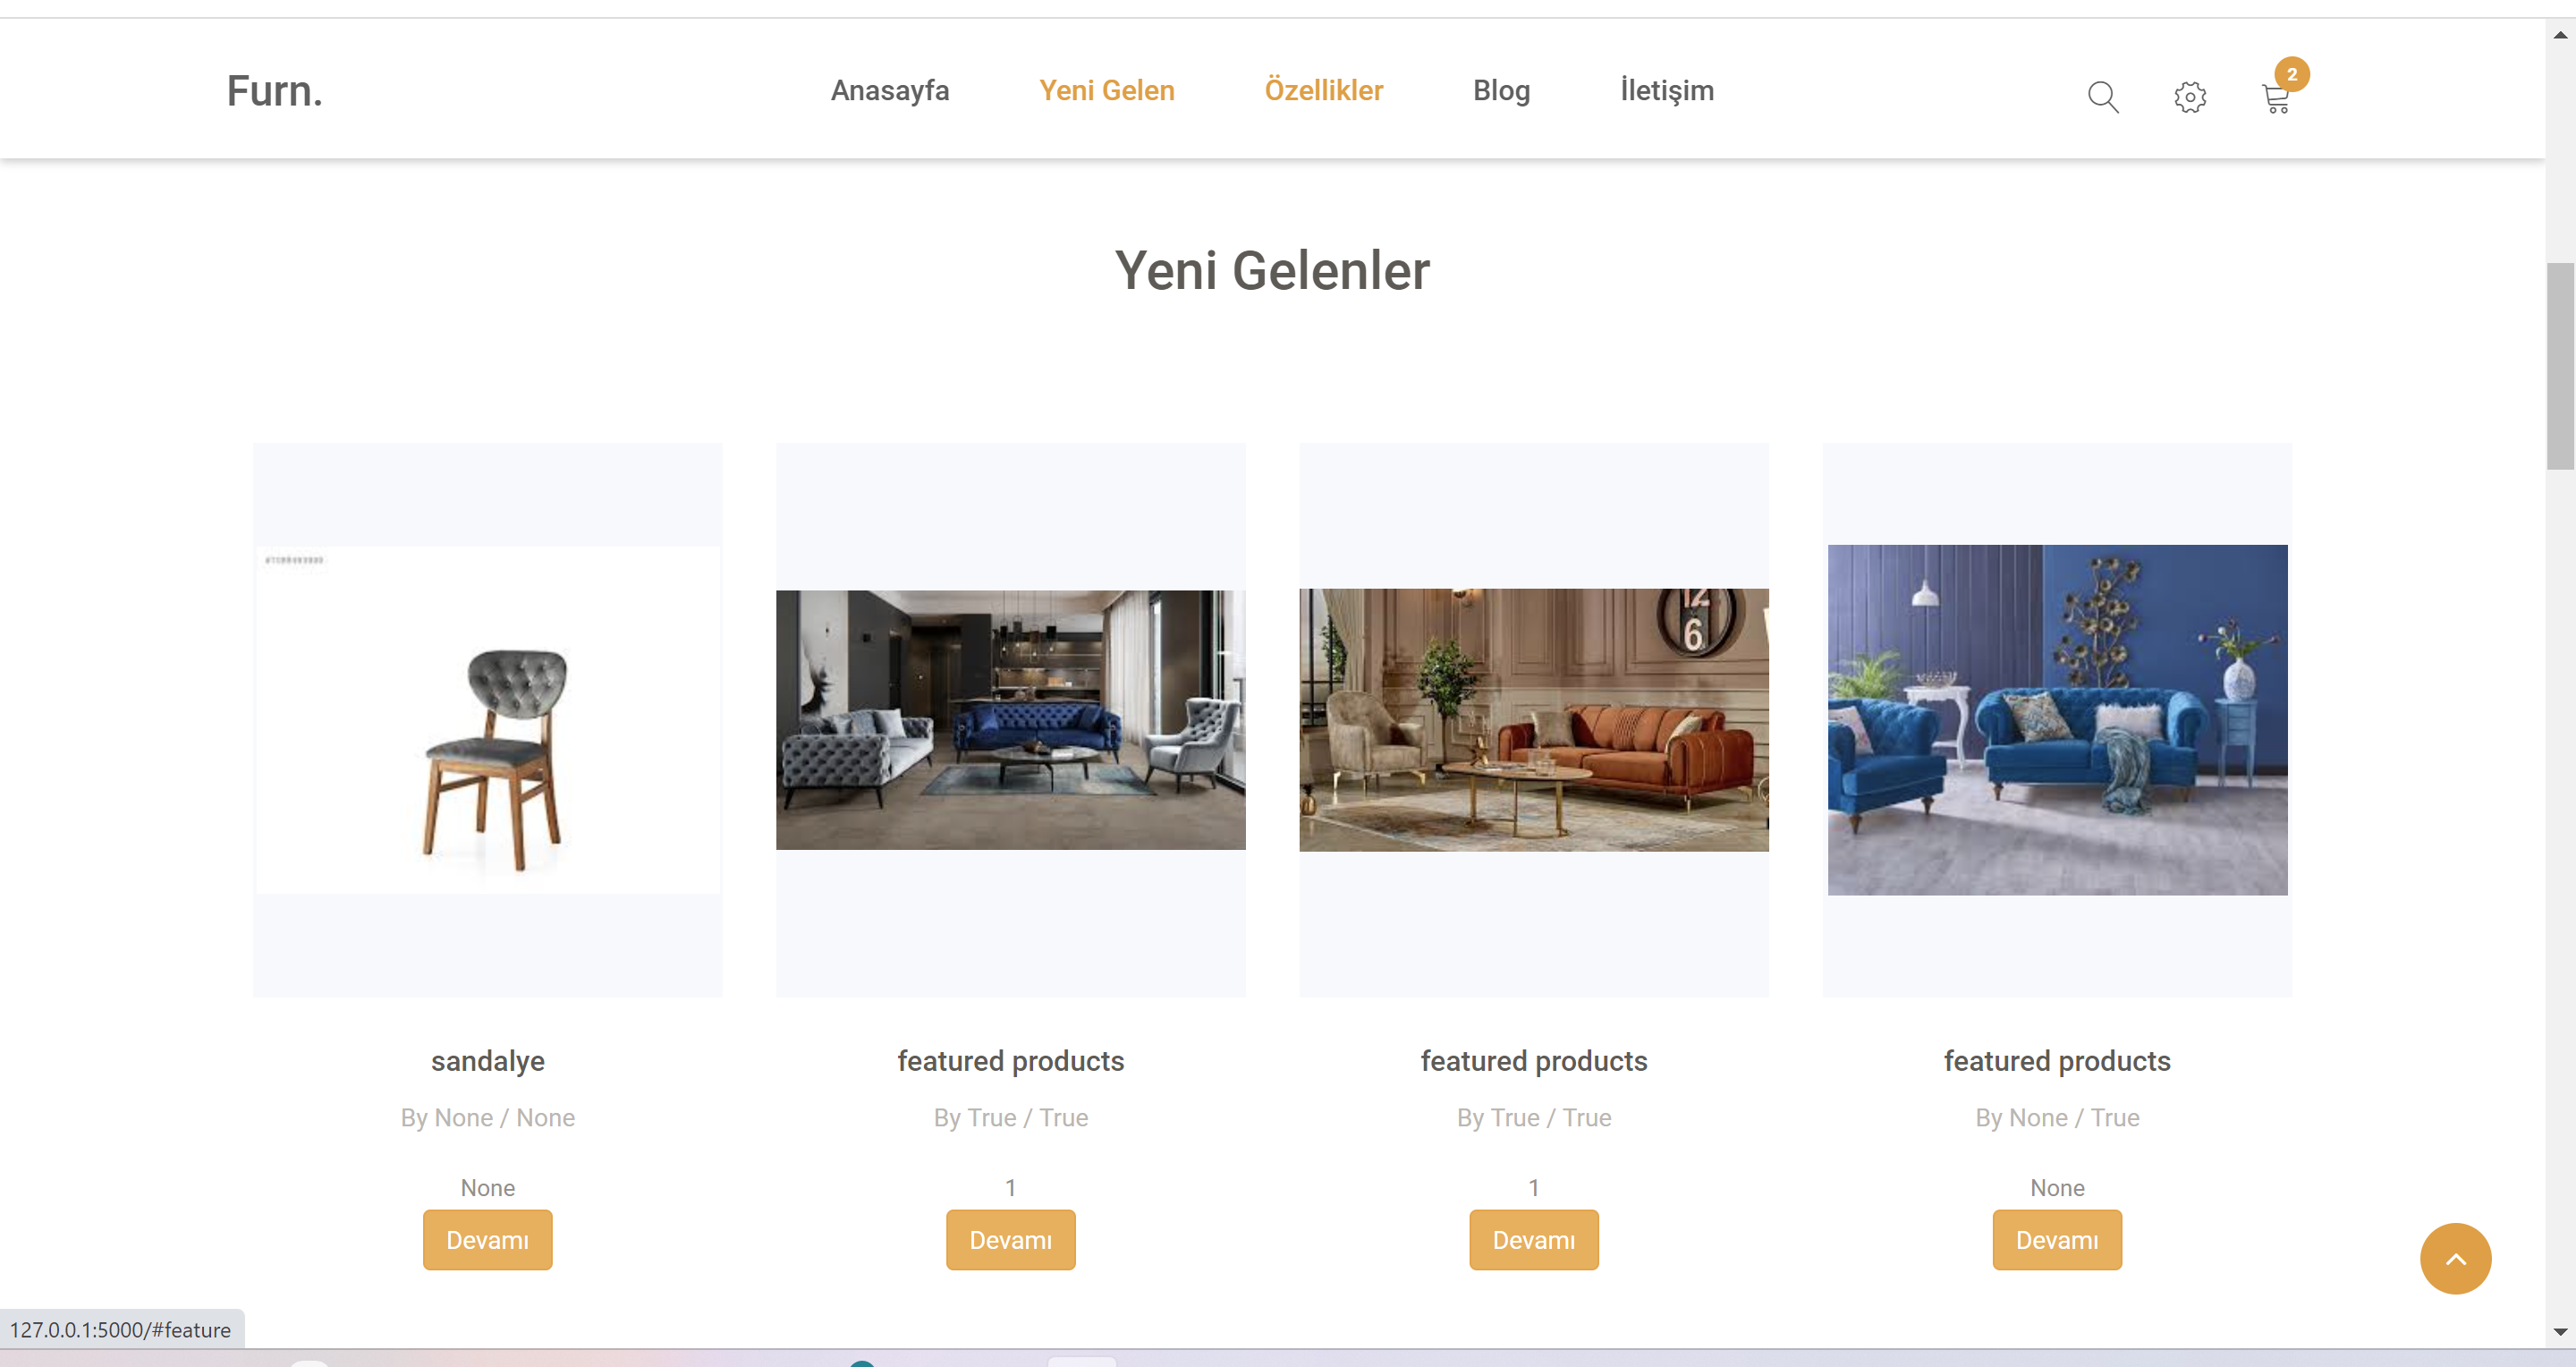 Furn.
Anasayfa
Yeni Gelen
Özellikler
Blog
İletişim
2
Yeni Gelenler
12
6
sandalye
featured products
featured products
featured products
By None / None
By True / True
By True / True
By None / True
None
1
1
None
Devamı
Devamı
Devamı
Devamı
127.0.0.1:5000/#feature